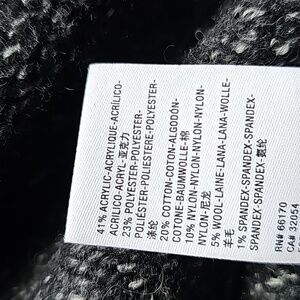 41% ACRYLIC-ACRYLIQUE-ACRÍLICO-
ACRILICO-ACRYL-亚克力
23% POLYESTER-POLYESTER-
POLIÉSTER-POLIESTERE-POLYESTER-
涤纶
20% COTTON-COTON-ALGODÓN-
COTONE-BAUMWOLLE-棉
10% NYLON-NYLON-NYLON-NYLON-
NYLON-尼龙
5% WOOL-LAINE-LANA-LANA-WOLLE-
羊毛
1% SPANDEX-SPANDEX-SPANDEX-
SPANDEX-SPANDEX-氨纶
RN# 66170
CA# 32054